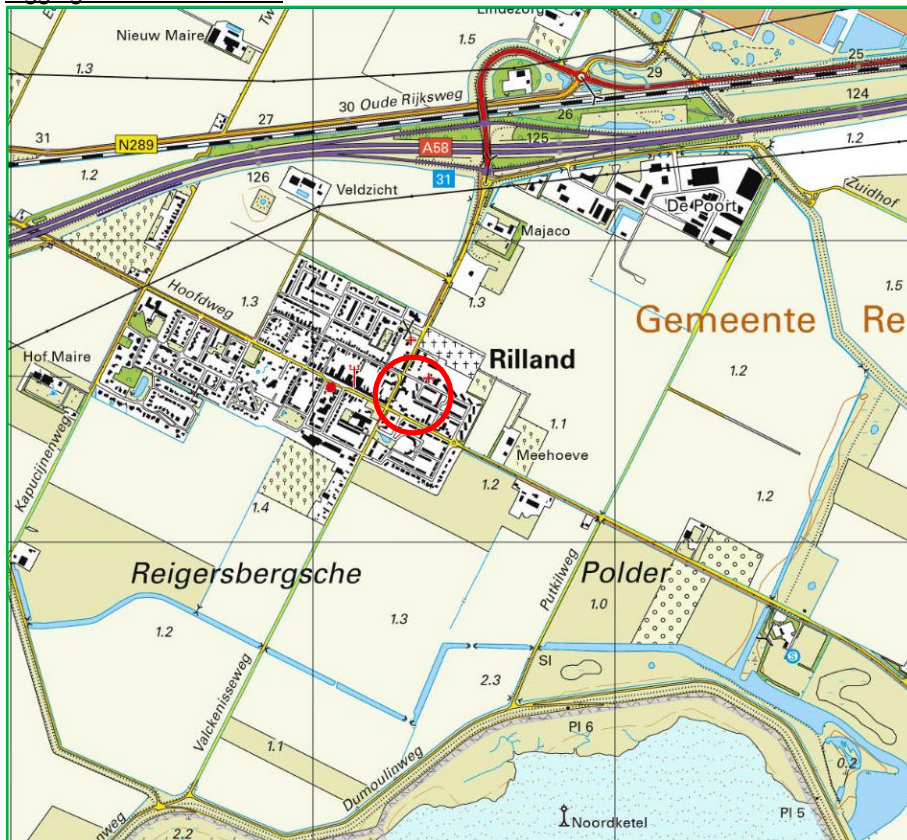 Nieuw Maire
Tw
Lindezorg
1.5
1.3
29
25
30 Oude Rijksweg
26
124
31
27
N289
A58
125
1.2
1.2
31
126
Veldzicht
De Poort
Zuidhof
Majaco
Hoofdweg
1.3
1.3
1.5
Gemeente Re
Hof Maire
Rilland
1.2
Kapucijnenweg
1.1
Meehoeve
1.2
1.4
1.2
Reigersbergsche
Putkilweg
Polder
1.0
1.3
1.2
Valckenisseweg
SI
S
2.3
Pl 6
1.1
Dumoulinweg
0.2
Noordketel
Pl 5
nweg
2.2